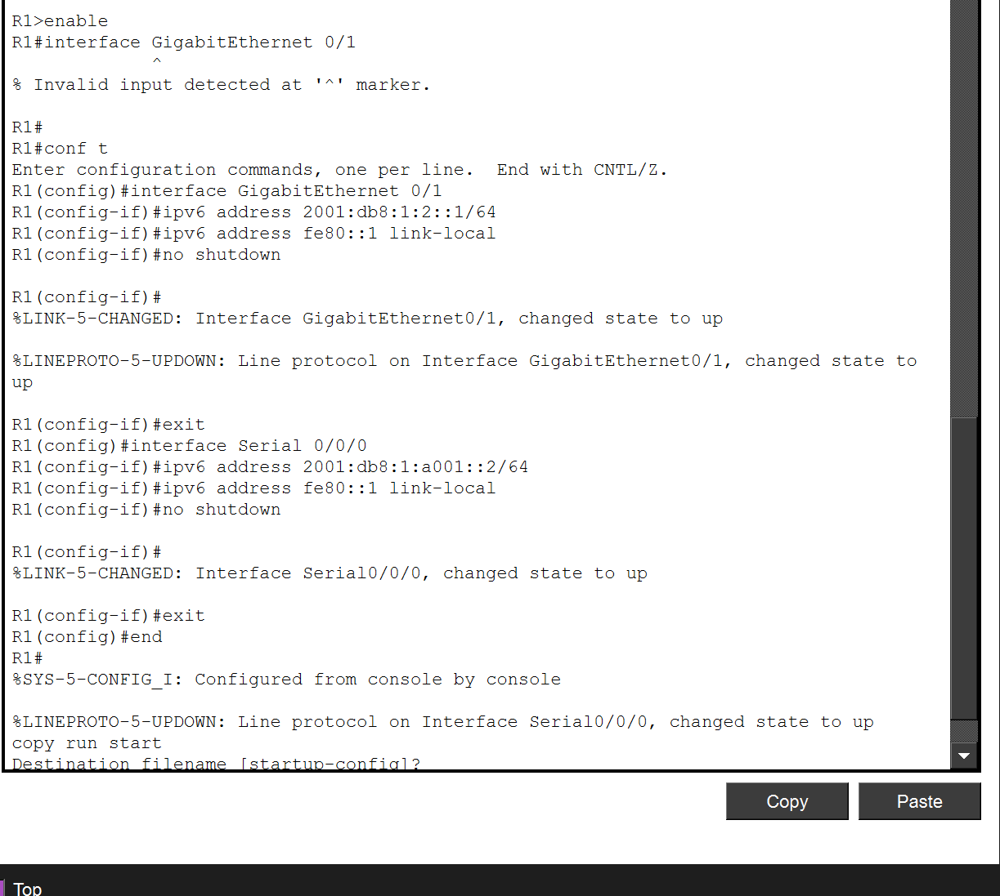 R1>enable
R1#interface GigabitEthernet 0/1
^
% Invalid input detected at '^' marker.
R1#
R1#conf t
Enter configuration commands, one per line.  End with CNTL/Z.
R1(config)#interface GigabitEthernet 0/1
R1(config-if)#ipv6 address 2001:db8:1:2::1/64
R1(config-if)#ipv6 address fe80::1 link-local
R1(config-if)#no shutdown
R1(config-if)#
%LINK-5-CHANGED: Interface GigabitEthernet0/1, changed state to up
%LINEPROTO-5-UPDOWN: Line protocol on Interface GigabitEthernet0/1, changed state to
up
R1(config-if)#exit
R1(config)#interface Serial 0/0/0
R1(config-if)#ipv6 address 2001:db8:1:a001::2/64
R1(config-if)#ipv6 address fe80::1 link-local
R1(config-if)#no shutdown
R1(config-if)#
%LINK-5-CHANGED: Interface Serial0/0/0, changed state to up
R1(config-if)#exit
R1(config)#end
R1#
%SYS-5-CONFIG_I: Configured from console by console
%LINEPROTO-5-UPDOWN: Line protocol on Interface Serial0/0/0, changed state to up
copy run start
Destination filename [startup-config]?
Copy
Paste
Top